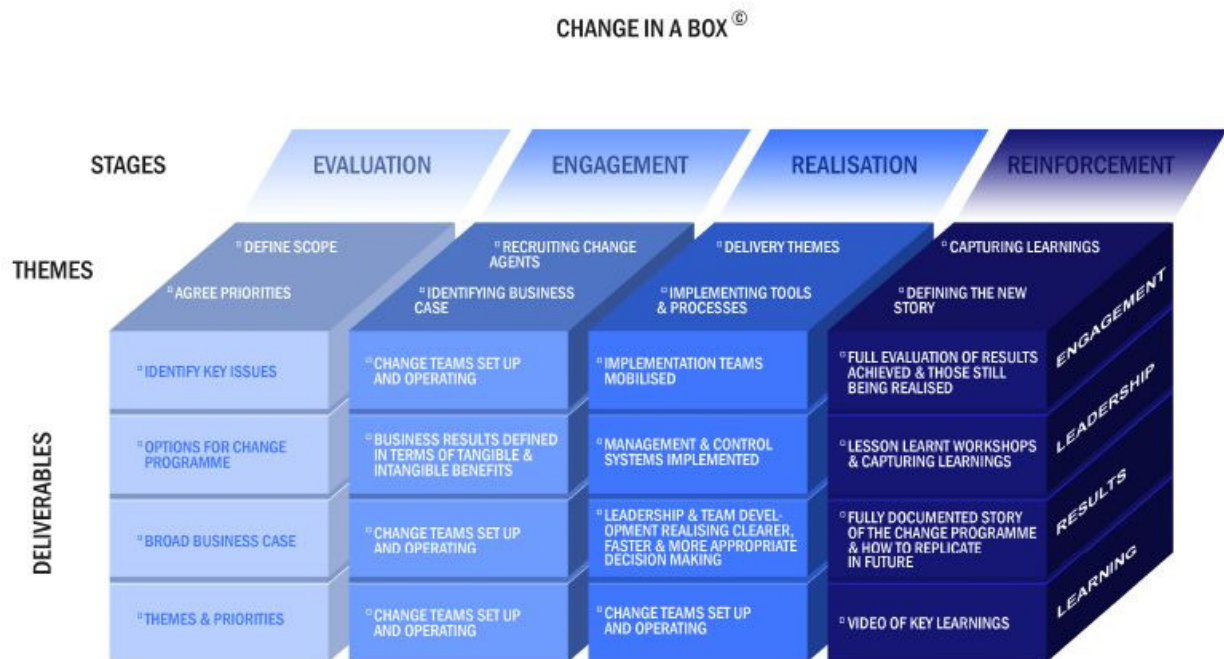 CHANGE IN A BOX ©
STAGES
EVALUATION
ENGAGEMENT
REALISATION
REINFORCEMENT
THEMES
▫ DEFINE SCOPE
▫ AGREE PRIORITIES
▫ RECRUITING CHANGE
AGENTS
▫ IDENTIFYING BUSINESS
CASE
▫ DELIVERY THEMES
▫ IMPLEMENTING TOOLS
& PROCESSES
▫ CAPTURING LEARNINGS
▫ DEFINING THE NEW
STORY
DELIVERABLES
▫ IDENTIFY KEY ISSUES
▫ CHANGE TEAMS SET UP
AND OPERATING
▫ IMPLEMENTATION TEAMS
MOBILISED
▫ FULL EVALUATION OF RESULTS
ACHIEVED & THOSE STILL
BEING REALISED
ENGAGEMENT
▫ OPTIONS FOR CHANGE
PROGRAMME
▫ BUSINESS RESULTS DEFINED
IN TERMS OF TANGIBLE &
INTANGIBLE BENEFITS
▫ MANAGEMENT & CONTROL
SYSTEMS IMPLEMENTED
▫ LESSON LEARNT WORKSHOPS
& CAPTURING LEARNINGS
LEADERSHIP
▫ BROAD BUSINESS CASE
▫ CHANGE TEAMS SET UP
AND OPERATING
▫ LEADERSHIP & TEAM DEVEL-
OPMENT REALISING CLEARER,
FASTER & MORE APPROPRIATE
DECISION MAKING
▫ FULLY DOCUMENTED STORY
OF THE CHANGE PROGRAMME
& HOW TO REPLICATE
IN FUTURE
RESULTS
▫ THEMES & PRIORITIES
▫ CHANGE TEAMS SET UP
AND OPERATING
▫ CHANGE TEAMS SET UP
AND OPERATING
▫ VIDEO OF KEY LEARNINGS
LEARNING